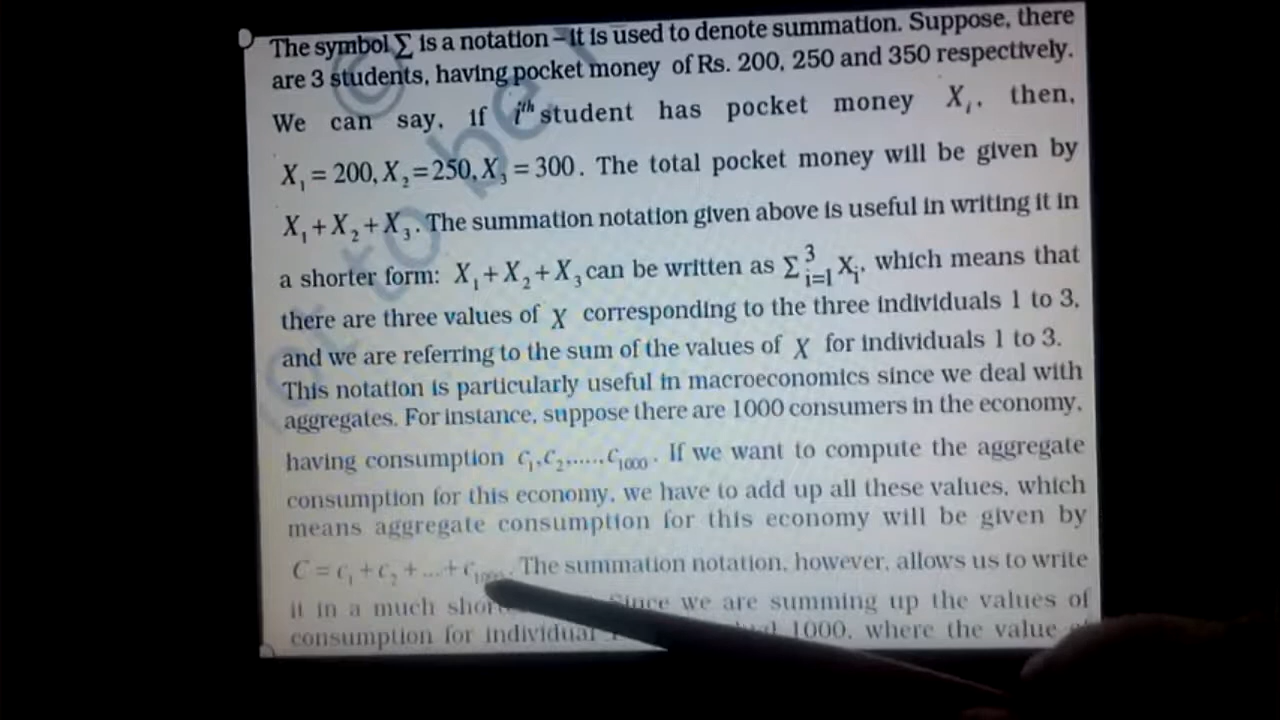 The symbol ∑ is a notation – it is used to denote summation. Suppose, there
are 3 students, having pocket money of Rs. 200, 250 and 350 respectively.
We can say, if iᵗʰ student has pocket money Xᵢ, then,
X₁ = 200, X₂=250, X₃ = 300. The total pocket money will be given by
X₁+X₂+X₃. The summation notation given above is useful in writing it in
a shorter form: X₁+X₂+X₃ can be written as ∑³ᵢ₌₁ Xᵢ, which means that
there are three values of X corresponding to the three individuals 1 to 3,
and we are referring to the sum of the values of X for individuals 1 to 3.
This notation is particularly useful in macroeconomics since we deal with
aggregates. For instance, suppose there are 1000 consumers in the economy,
having consumption c₁,c₂,......,c₁₀₀₀. If we want to compute the aggregate
consumption for this economy, we have to add up all these values, which
means aggregate consumption for this economy will be given by
C = c₁ + c₂ + ... + c₁₀₀₀. The summation notation, however, allows us to write
it in a much Since we are summing up the values of
consumption for individual 1000, where the value